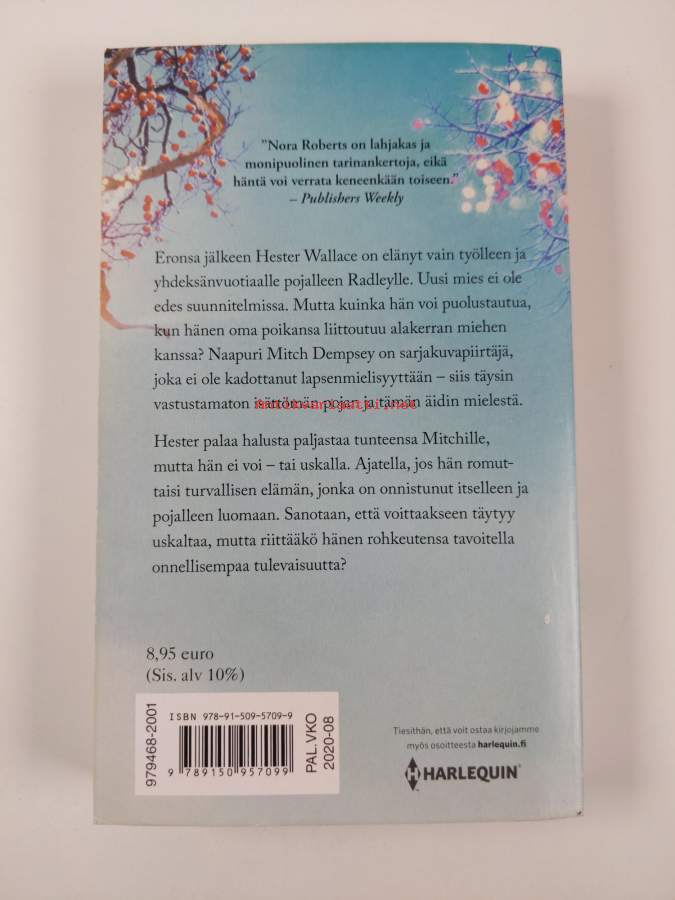 "Nora Roberts on lahjakas ja
monipuolinen tarinankertoja, eikä
häntä voi verrata keneenkään toiseen."
– Publishers Weekly
Eronsa jälkeen Hester Wallace on elänyt vain työlleen ja
yhdeksänvuotiaalle pojalleen Radleylle. Uusi mies ei ole
edes suunnitelmissa. Mutta kuinka hän voi puolustautua,
kun hänen oma poikansa liittoutuu alakerran miehen
kanssa? Naapuri Mitch Dempsey on sarjakuvapiirtäjä,
joka ei ole kadottanut lapsenmielisyyttään – siis täysin
vastustamaton isättömän pojan ja tämän äidin mielestä.
Hester palaa halusta paljastaa tunteensa Mitchille,
mutta hän ei voi – tai uskalla. Ajatella, jos hän romut-
taisi turvallisen elämän, jonka on onnistunut itselleen ja
pojalleen luomaan. Sanotaan, että voittaakseen täytyy
uskaltaa, mutta riittääkö hänen rohkeutensa tavoitella
onnellisempaa tulevaisuutta?
8,95 euro
(Sis. alv 10%)
979468-2001
ISBN 978-91-509-5709-9
9 789150 957099
PAL.VKO
2020-08
Tiesithän, että voit ostaa kirjojamme
myös osoitteesta harlequin.fi
HARLEQUIN